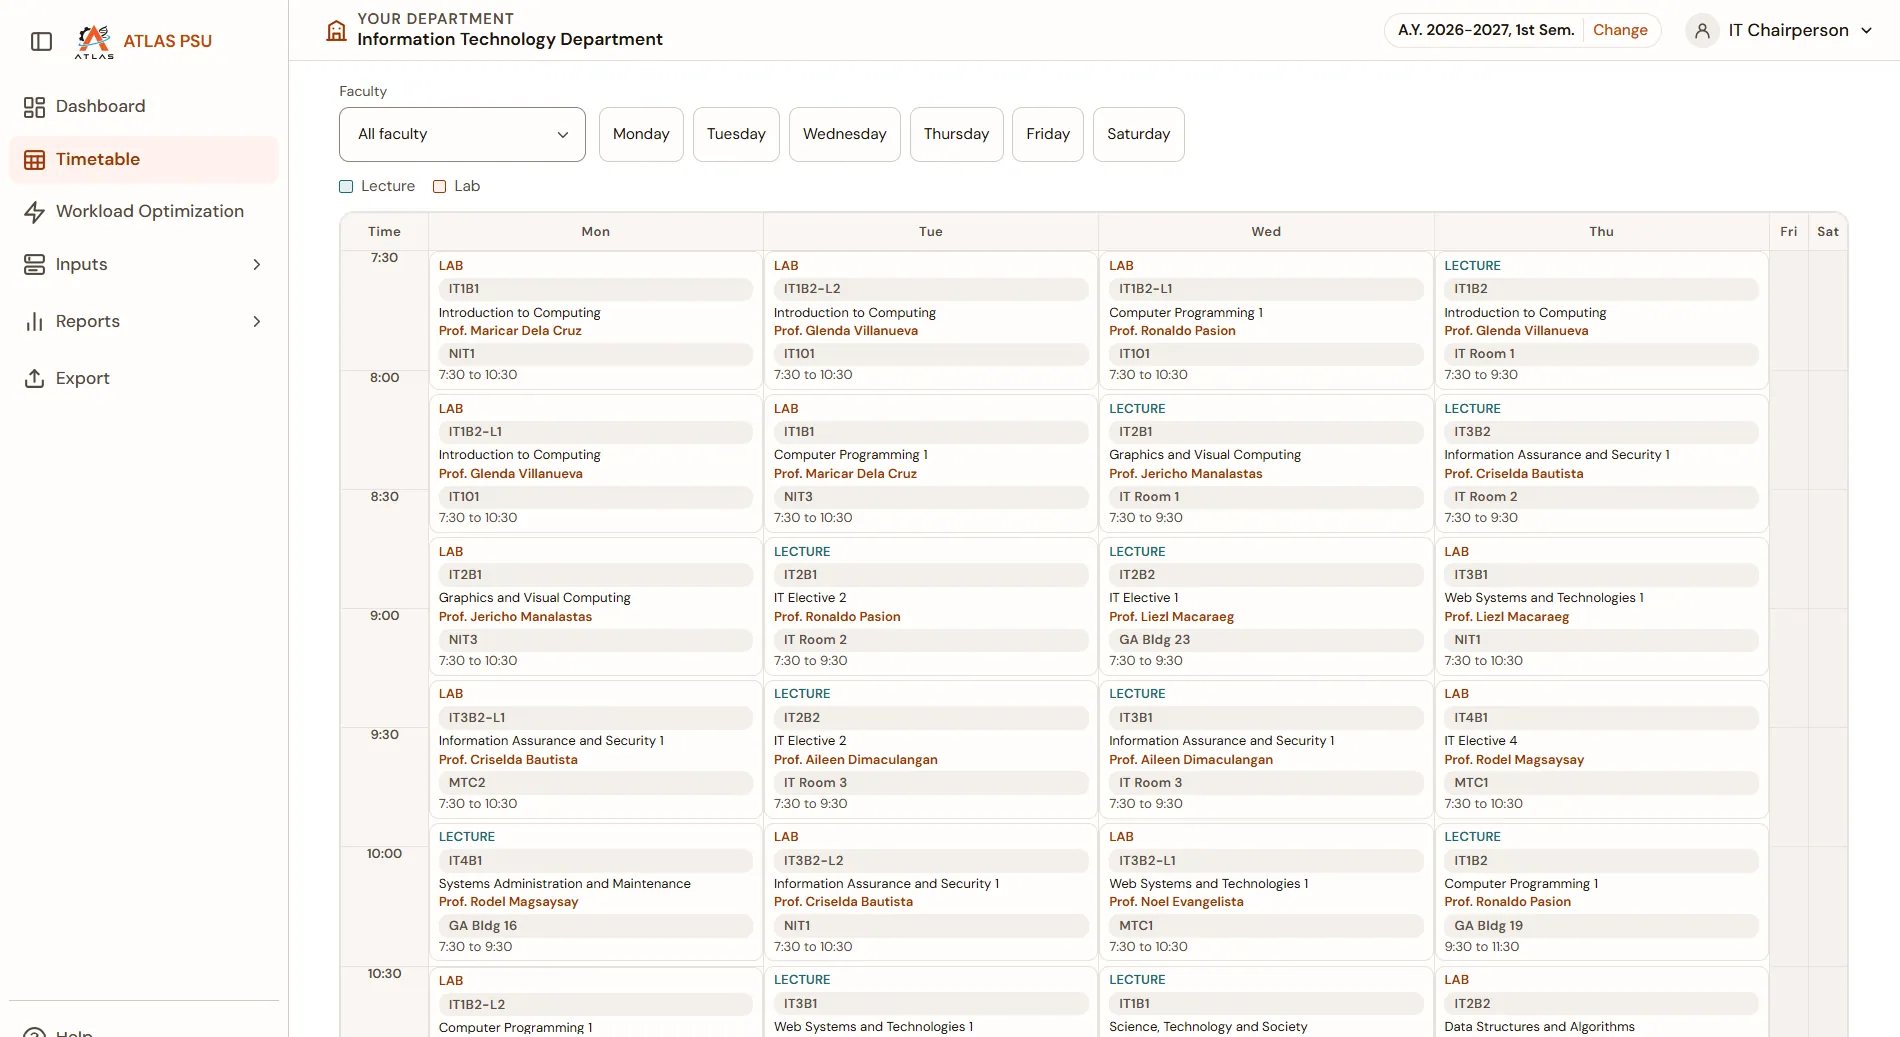 ATLAS
ATLAS PSU
Dashboard
Timetable
Workload Optimization
Inputs
Reports
Export
Help
YOUR DEPARTMENT
Information Technology Department
A.Y. 2026-2027, 1st Sem.
Change
IT Chairperson
Faculty
All faculty
Monday
Tuesday
Wednesday
Thursday
Friday
Saturday
Lecture
Lab
Time
Mon
Tue
Wed
Thu
Fri
Sat
7:30
8:00
8:30
9:00
9:30
10:00
10:30
LAB
IT1B1
Introduction to Computing
Prof. Maricar Dela Cruz
NIT1
7:30 to 10:30
LAB
IT1B2-L1
Introduction to Computing
Prof. Glenda Villanueva
IT101
7:30 to 10:30
LAB
IT2B1
Graphics and Visual Computing
Prof. Jericho Manalastas
NIT3
7:30 to 10:30
LAB
IT3B2-L1
Information Assurance and Security 1
Prof. Criselda Bautista
MTC2
7:30 to 10:30
LECTURE
IT4B1
Systems Administration and Maintenance
Prof. Rodel Magsaysay
GA Bldg 16
7:30 to 9:30
LAB
IT1B2-L2
Computer Programming 1
LAB
IT1B2-L2
Introduction to Computing
Prof. Glenda Villanueva
IT101
7:30 to 10:30
LAB
IT1B1
Computer Programming 1
Prof. Maricar Dela Cruz
NIT3
7:30 to 10:30
LECTURE
IT2B1
IT Elective 2
Prof. Ronaldo Pasion
IT Room 2
7:30 to 9:30
LECTURE
IT2B2
IT Elective 2
Prof. Aileen Dimaculangan
IT Room 3
7:30 to 9:30
LAB
IT3B2-L2
Information Assurance and Security 1
Prof. Criselda Bautista
NIT1
7:30 to 10:30
LECTURE
IT3B1
Web Systems and Technologies 1
LAB
IT1B2-L1
Computer Programming 1
Prof. Ronaldo Pasion
IT101
7:30 to 10:30
LECTURE
IT2B1
Graphics and Visual Computing
Prof. Jericho Manalastas
IT Room 1
7:30 to 9:30
LECTURE
IT2B2
IT Elective 1
Prof. Liezl Macaraeg
GA Bldg 23
7:30 to 9:30
LECTURE
IT3B1
Information Assurance and Security 1
Prof. Aileen Dimaculangan
IT Room 3
7:30 to 9:30
LAB
IT3B2-L1
Web Systems and Technologies 1
Prof. Noel Evangelista
MTC1
7:30 to 10:30
LECTURE
IT1B1
Science, Technology and Society
LECTURE
IT1B2
Introduction to Computing
Prof. Glenda Villanueva
IT Room 1
7:30 to 9:30
LECTURE
IT3B2
Information Assurance and Security 1
Prof. Criselda Bautista
IT Room 2
7:30 to 9:30
LAB
IT3B1
Web Systems and Technologies 1
Prof. Liezl Macaraeg
NIT1
7:30 to 10:30
LAB
IT4B1
IT Elective 4
Prof. Rodel Magsaysay
MTC1
7:30 to 10:30
LECTURE
IT1B2
Computer Programming 1
Prof. Ronaldo Pasion
GA Bldg 19
9:30 to 11:30
LAB
IT2B2
Data Structures and Algorithms